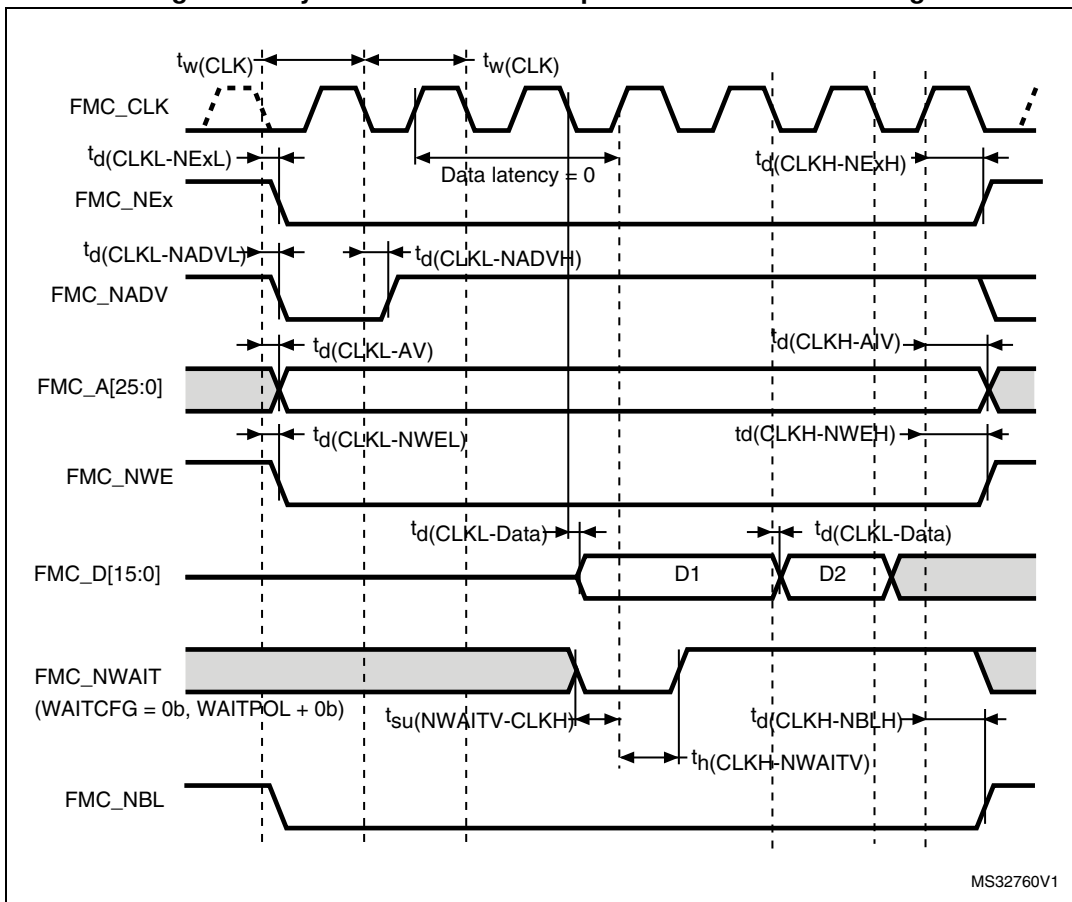 tw(CLK) tw(CLK)
FMC_CLK
td(CLKL-NExL) Data latency = 0 td(CLKH-NExH)
FMC_NEx
td(CLKL-NADVL) td(CLKL-NADVH)
FMC_NADV
td(CLKL-AV) td(CLKH-AIV)
FMC_A[25:0]
td(CLKL-NWEL) td(CLKH-NWEH)
FMC_NWE
td(CLKL-Data) td(CLKL-Data)
FMC_D[15:0] D1 D2
FMC_NWAIT
(WAITCFG = 0b, WAITPOL + 0b)
tsu(NWAITV-CLKH) td(CLKH-NBLH)
th(CLKH-NWAITV)
FMC_NBL
MS32760V1